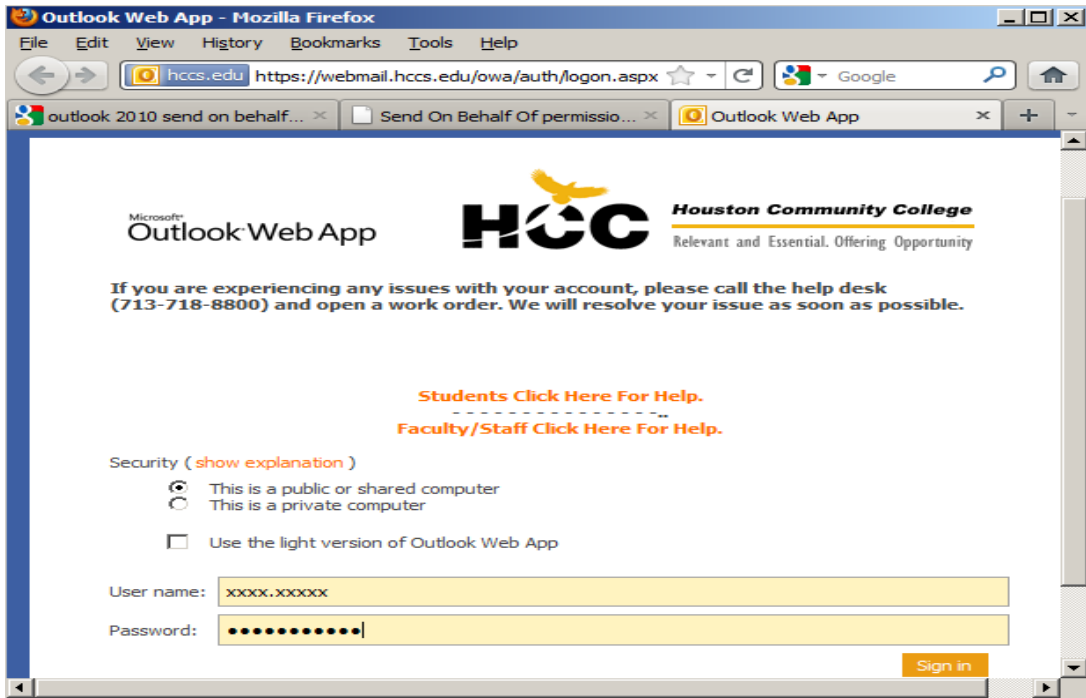 Outlook Web App - Mozilla Firefox
File Edit View History Bookmarks Tools Help
hccs.edu https://webmail.hccs.edu/owa/auth/logon.aspx Google
outlook 2010 send on behalf... Send On Behalf Of permissio... Outlook Web App
Microsoft
Outlook Web App
HCC
Houston Community College
Relevant and Essential. Offering Opportunity
If you are experiencing any issues with your account, please call the help desk
(713-718-8800) and open a work order. We will resolve your issue as soon as possible.
Students Click Here For Help.
- - - - - - - - - - - - - - - -..
Faculty/Staff Click Here For Help.
Security ( show explanation )
This is a public or shared computer
This is a private computer
Use the light version of Outlook Web App
User name: xxxx.xxxxx
Password: ●●●●●●●●●●●
Sign in